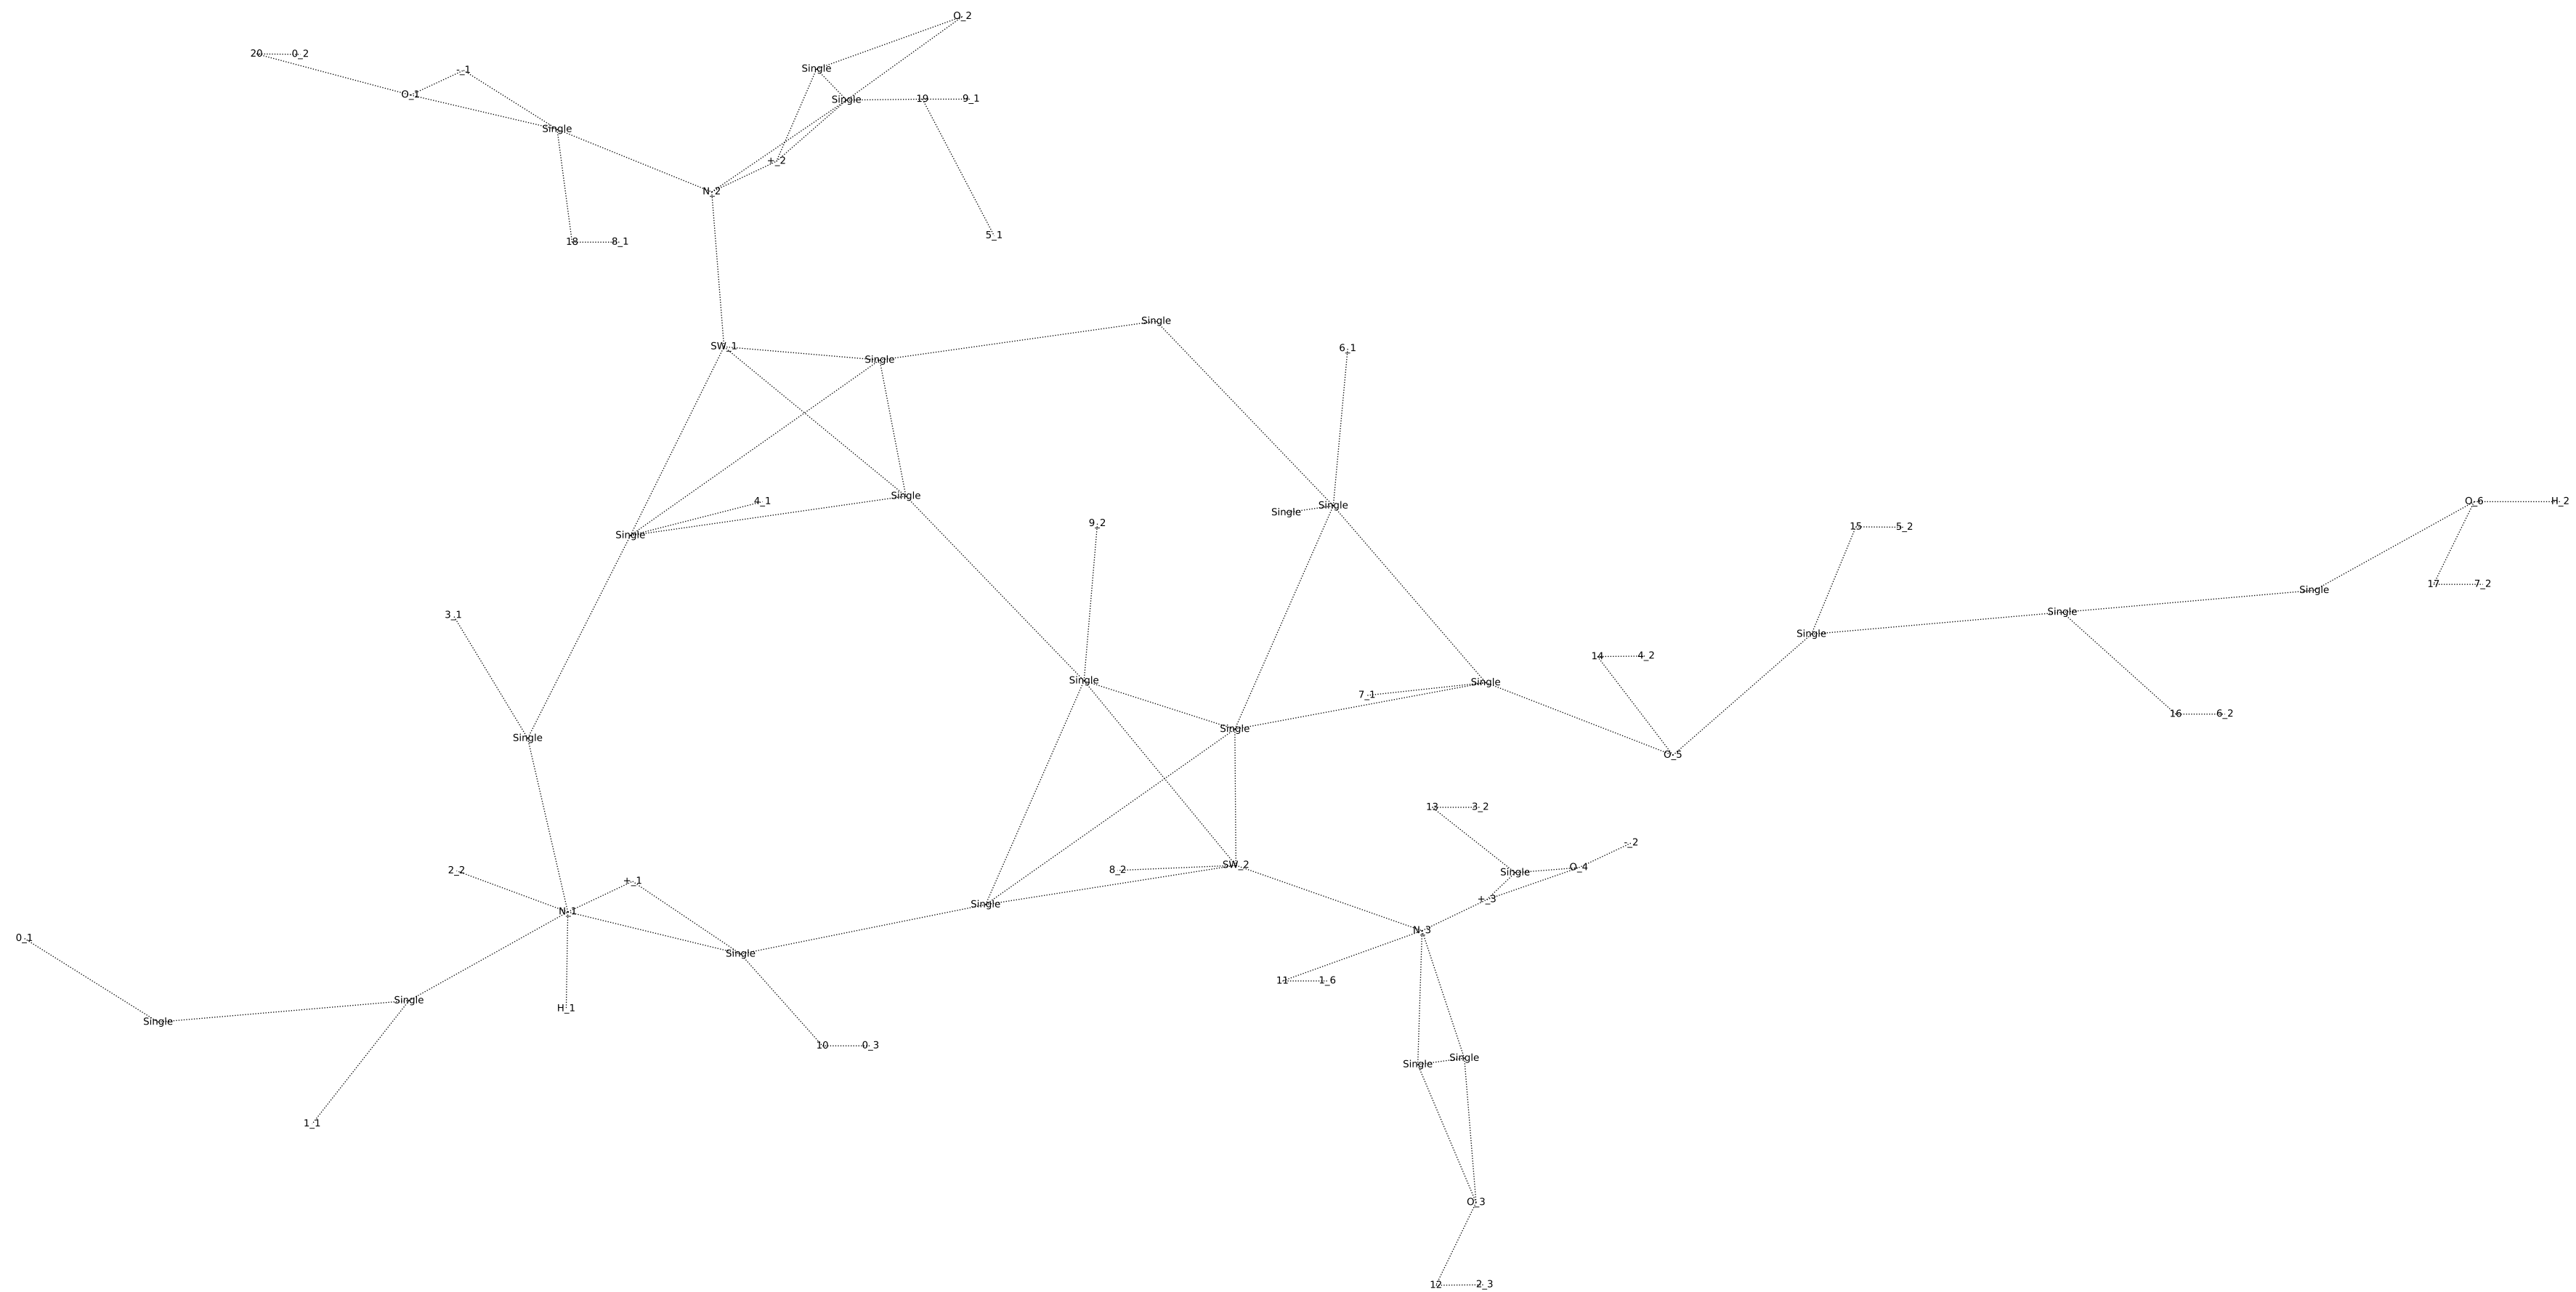 O_2
20 0_2
-_1
Single
O_1
Single 19 9_1
Single
+_2
N_2
5_1
18 8_1
Single
SW_1
6_1
Single
Single
4_1
O_6 H_2
Single
Single
9_2
15 5_2
Single
17 7_2
Single
Single
3_1
Single
14 4_2
Single
Single
7_1
16 6_2
Single
Single
O_5
13 3_2
-_2
SW_2
O_4
8_2
2_2
Single
+_1
+_3
Single
N_1
N_3
0_1
Single
11 1_6
Single
H_1
Single
10 0_3
Single
Single
1_1
O_3
12 2_3